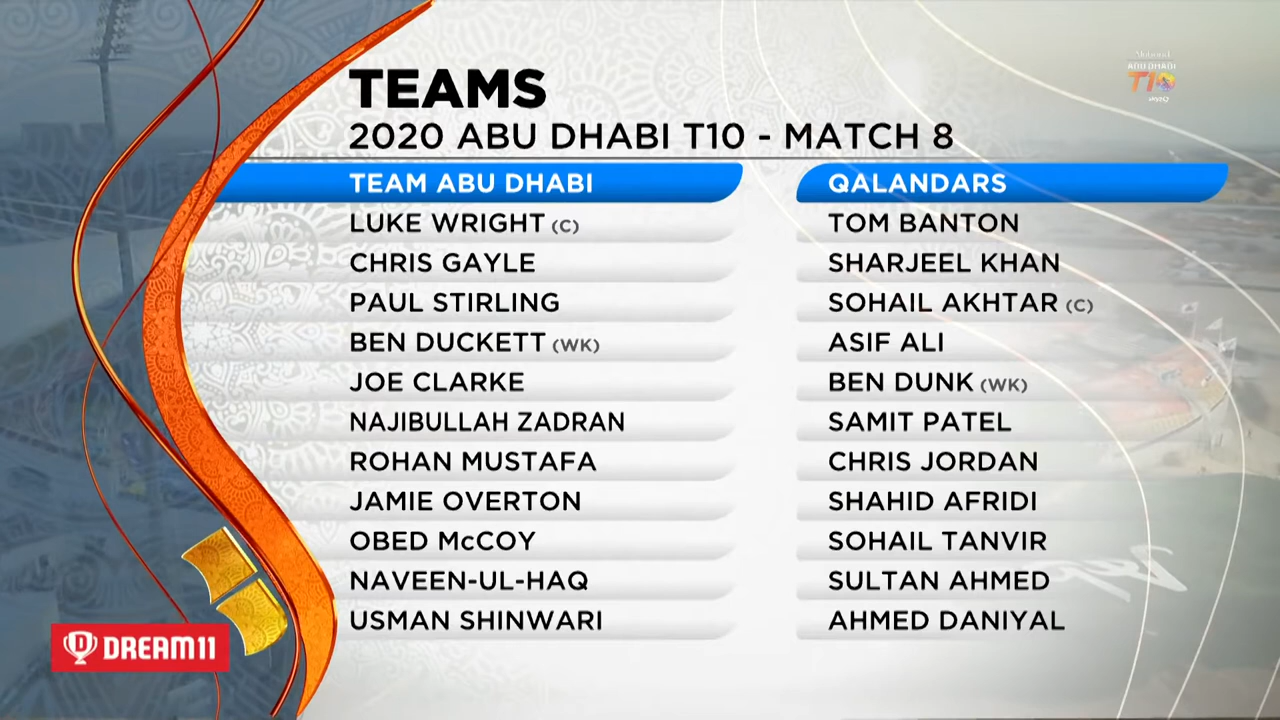 TEAMS
2020 ABU DHABI T10 - MATCH 8
ABU DHABI
T10
TEAM ABU DHABI
LUKE WRIGHT (C)
CHRIS GAYLE
PAUL STIRLING
BEN DUCKETT (WK)
JOE CLARKE
NAJIBULLAH ZADRAN
ROHAN MUSTAFA
JAMIE OVERTON
OBED McCOY
NAVEEN-UL-HAQ
USMAN SHINWARI
QALANDARS
TOM BANTON
SHARJEEL KHAN
SOHAIL AKHTAR (C)
ASIF ALI
BEN DUNK (WK)
SAMIT PATEL
CHRIS JORDAN
SHAHID AFRIDI
SOHAIL TANVIR
SULTAN AHMED
AHMED DANIYAL
D DREAM11